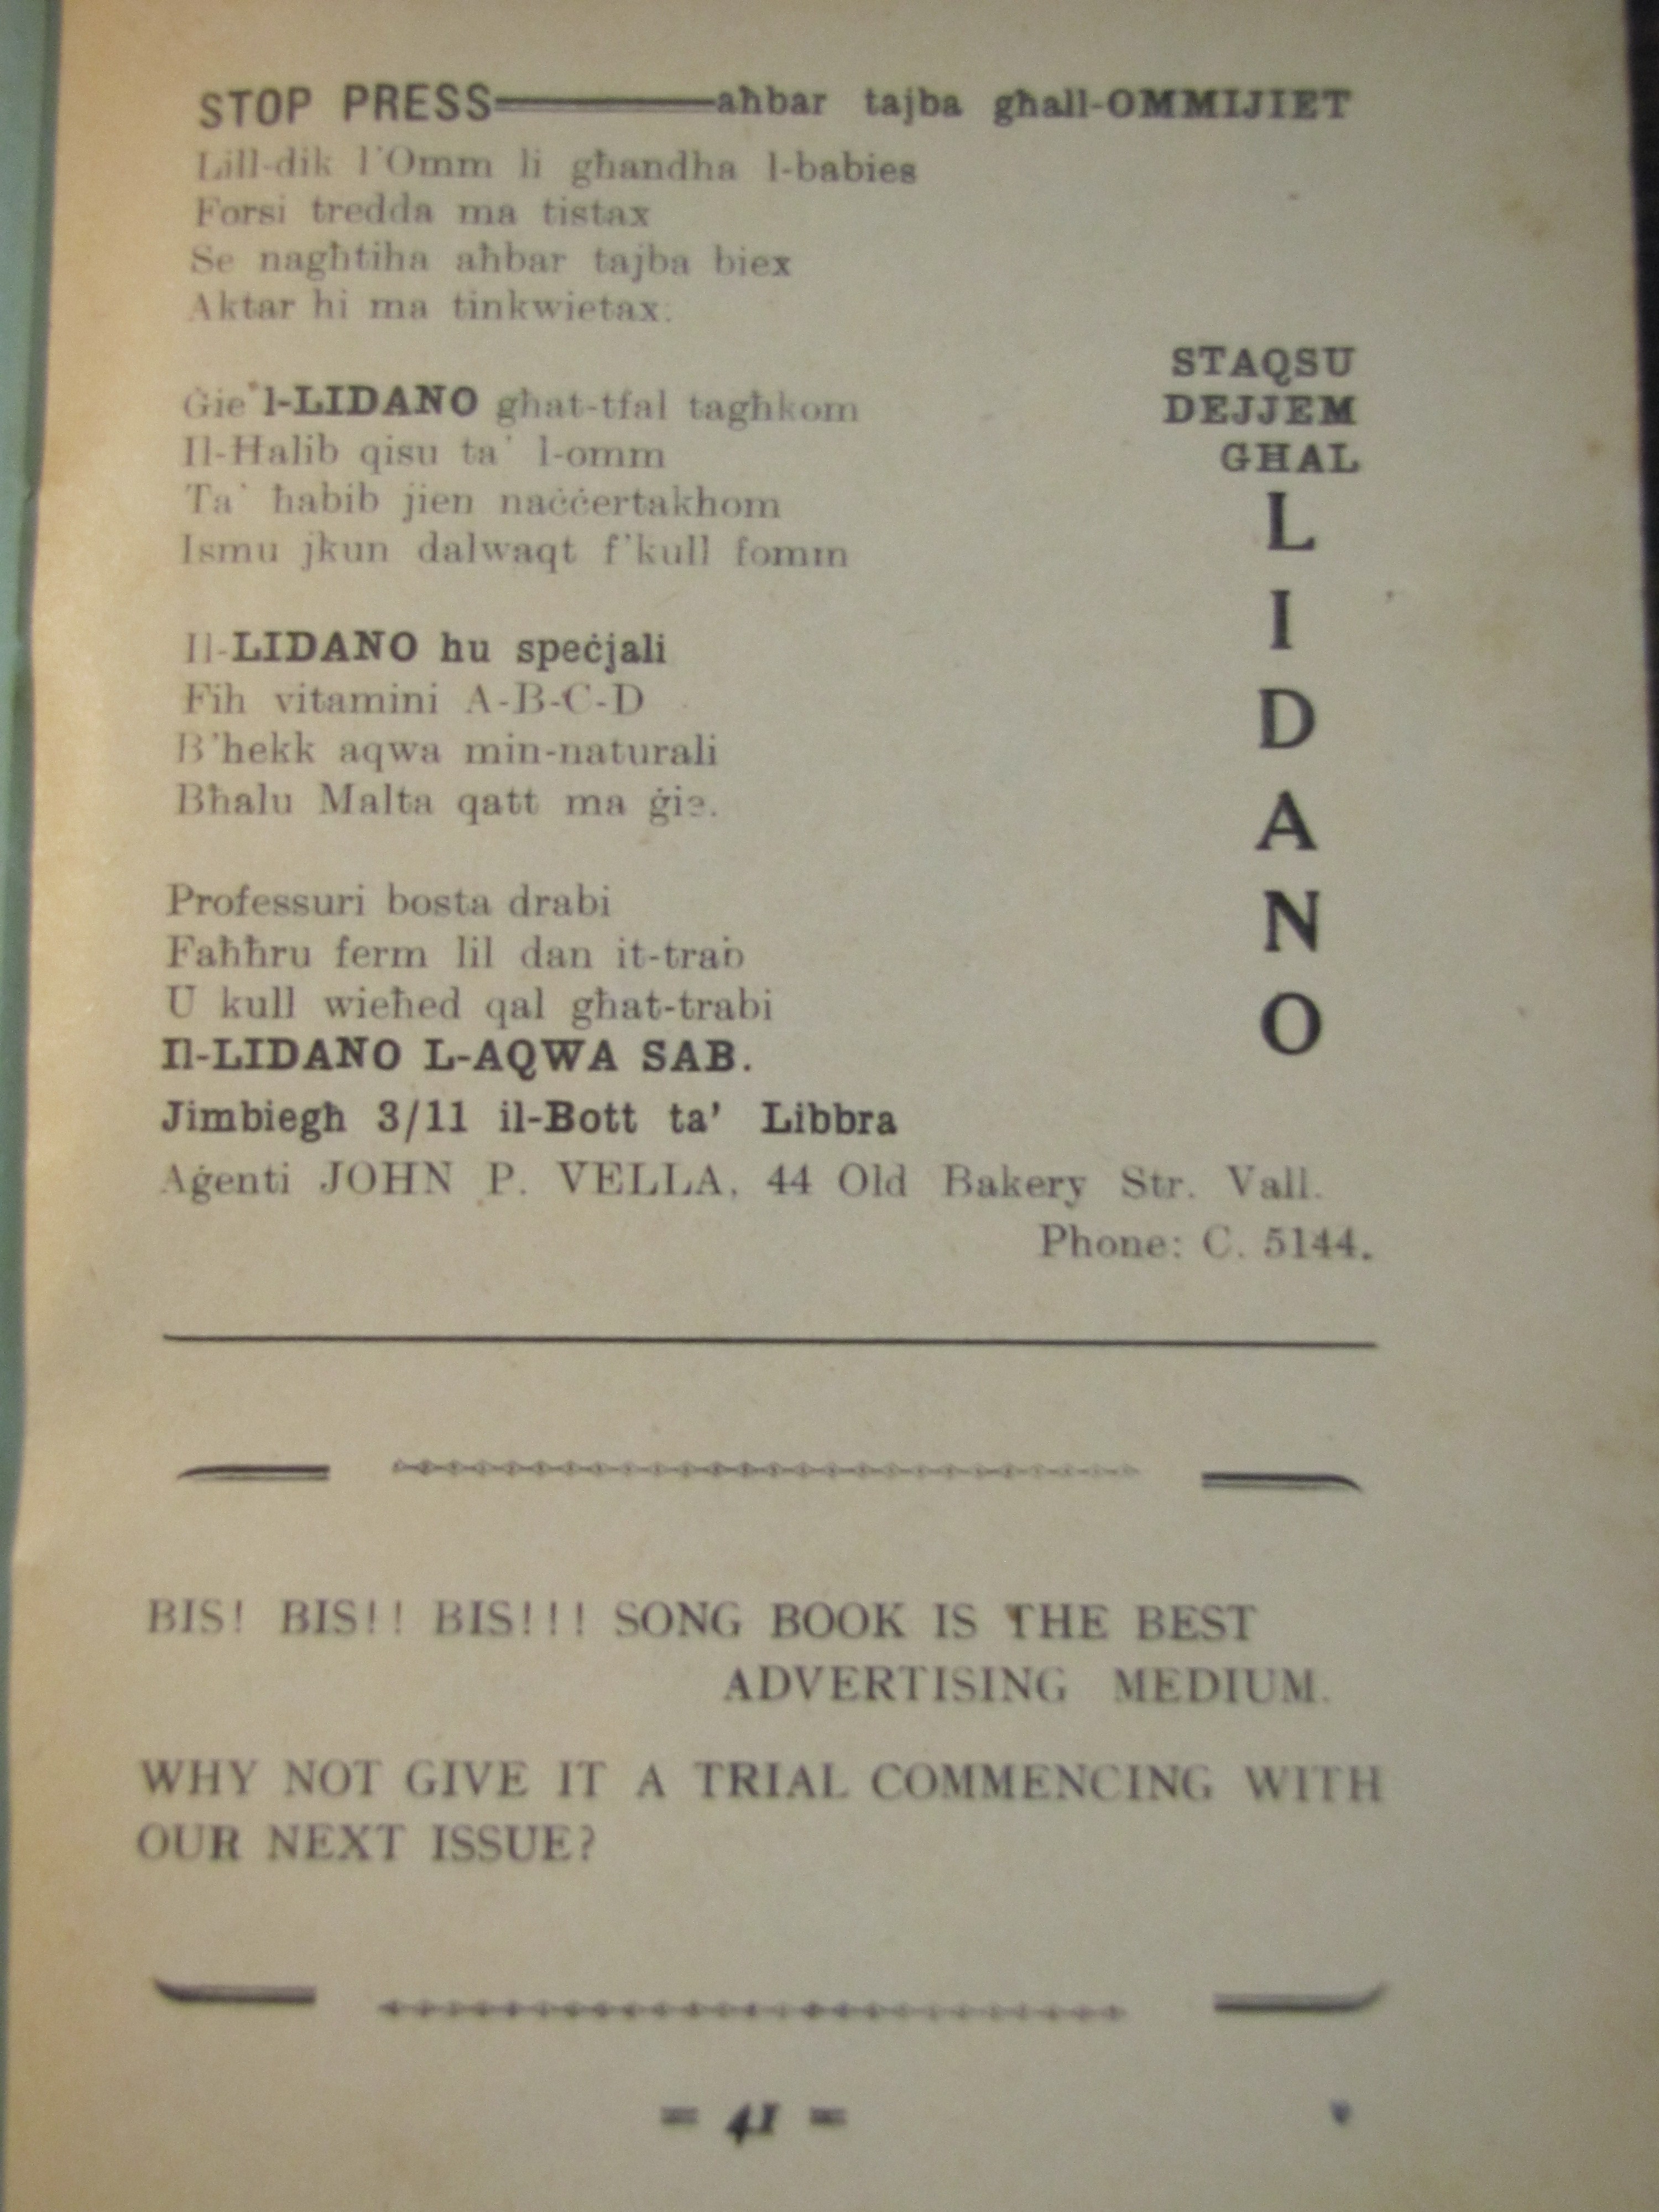 STOP PRESS aħbar tajba għall-OMMIJIET
Lill-dik l'Omm li għandha l-babies
Forsi tredda ma tistax
Se nagħtiha aħbar tajba biex
Aktar hi ma tinkwietax.
Ġie l-LIDANO għat-tfal tagħkom
Il-Ħalib qisu ta' l-omm
Ta' ħabib jien naċċertakhom
Ismu jkun dalwaqt f'kull fomm
Il-LIDANO hu speċjali
Fih vitamini A-B-C-D
B'hekk aqwa min-naturali
Bħalu Malta qatt ma ġie.
Professuri bosta drabi
Faħħru ferm lil dan it-trab
U kull wieħed qal għat-trabi
Il-LIDANO L-AQWA SAB.
STAQSU
DEJJEM
GĦAL
L
I
D
A
N
O
Jimbiegħ 3/11 il-Bott ta' Libbra
Aġenti JOHN P. VELLA, 44 Old Bakery Str. Vall.
Phone: C. 5144.
BIS! BIS!! BIS!!! SONG BOOK IS THE BEST
ADVERTISING MEDIUM.
WHY NOT GIVE IT A TRIAL COMMENCING WITH
OUR NEXT ISSUE?
= 41 =